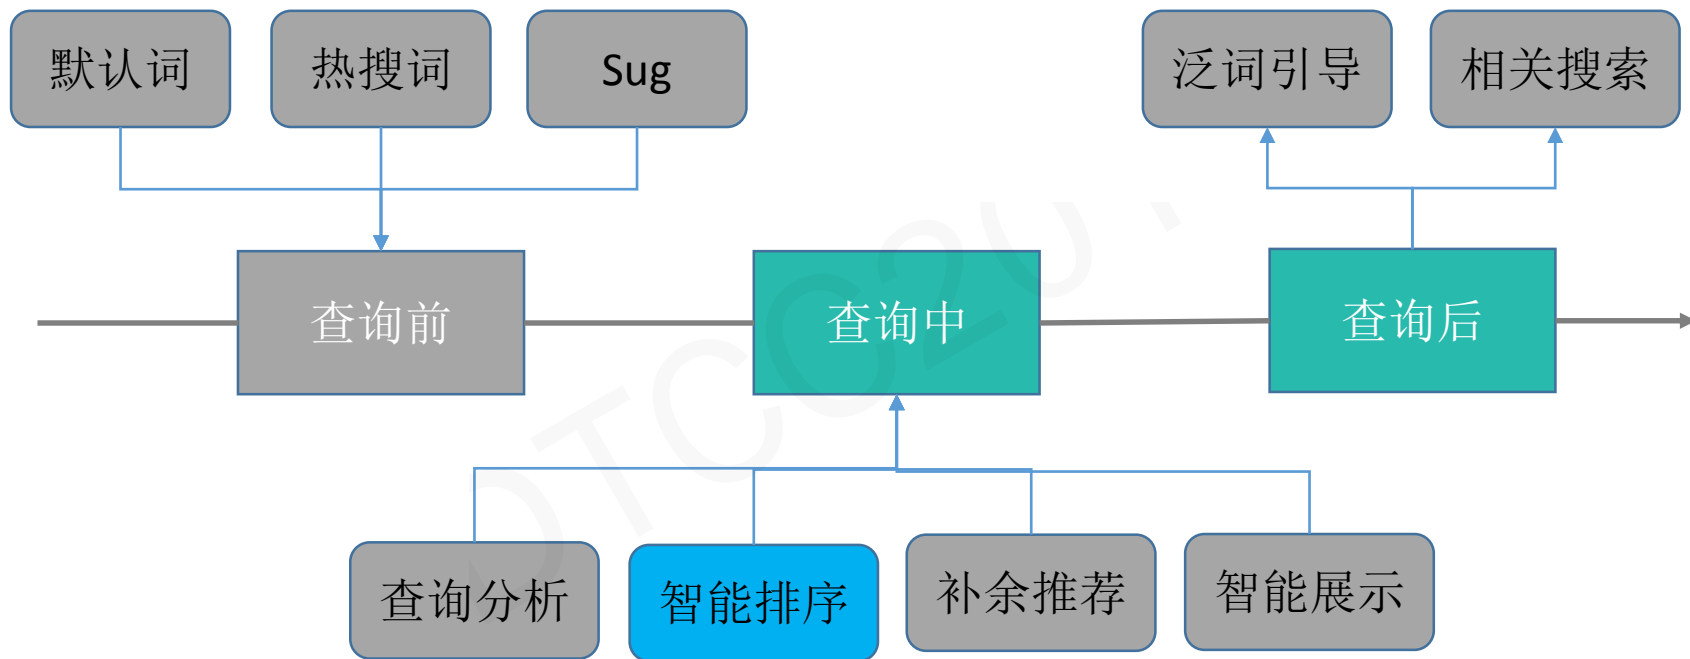 默认词
热搜词
Sug
泛词引导
相关搜索
查询前
查询中
查询后
查询分析
智能排序
补余推荐
智能展示